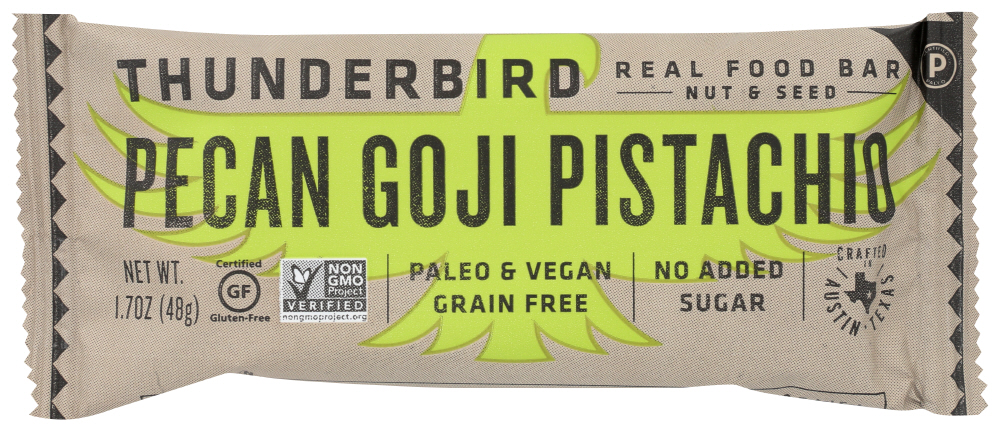 THUNDERBIRD
REAL FOOD BAR
NUT & SEED
P
PECAN GOJI PISTACHIO
NET WT.
1.7OZ (48g)
Certified
GF
Gluten-Free
NON
GMO
Project
VERIFIED
nongmoproject.org
PALEO & VEGAN
GRAIN FREE
NO ADDED
SUGAR
CRAFTED
IN
AUSTIN · TEXAS